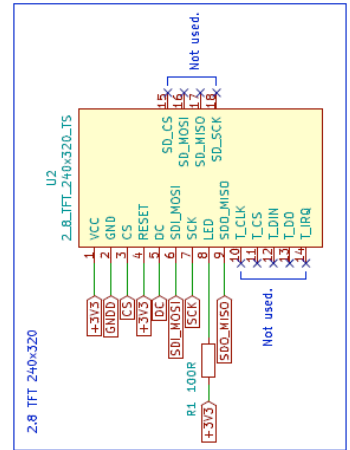 2.8 TFT 240x320
U2
2.8_TFT_240x320_TS
+3V3 1 VCC
GNDD 2 GND
CS 3 CS
+3V3 4 RESET
DC 5 DC
SDI_MOSI 6 SDI_MOSI
SCK 7 SCK
+3V3 R1 100R 8 LED
SDO_MISO 9 SDO_MISO
10 T_CLK
11 T_CS
12 T_DIN
13 T_DO
14 T_IRQ
Not used.
15 SD_CS
16 SD_MOSI
17 SD_MISO
18 SD_SCK
Not used.